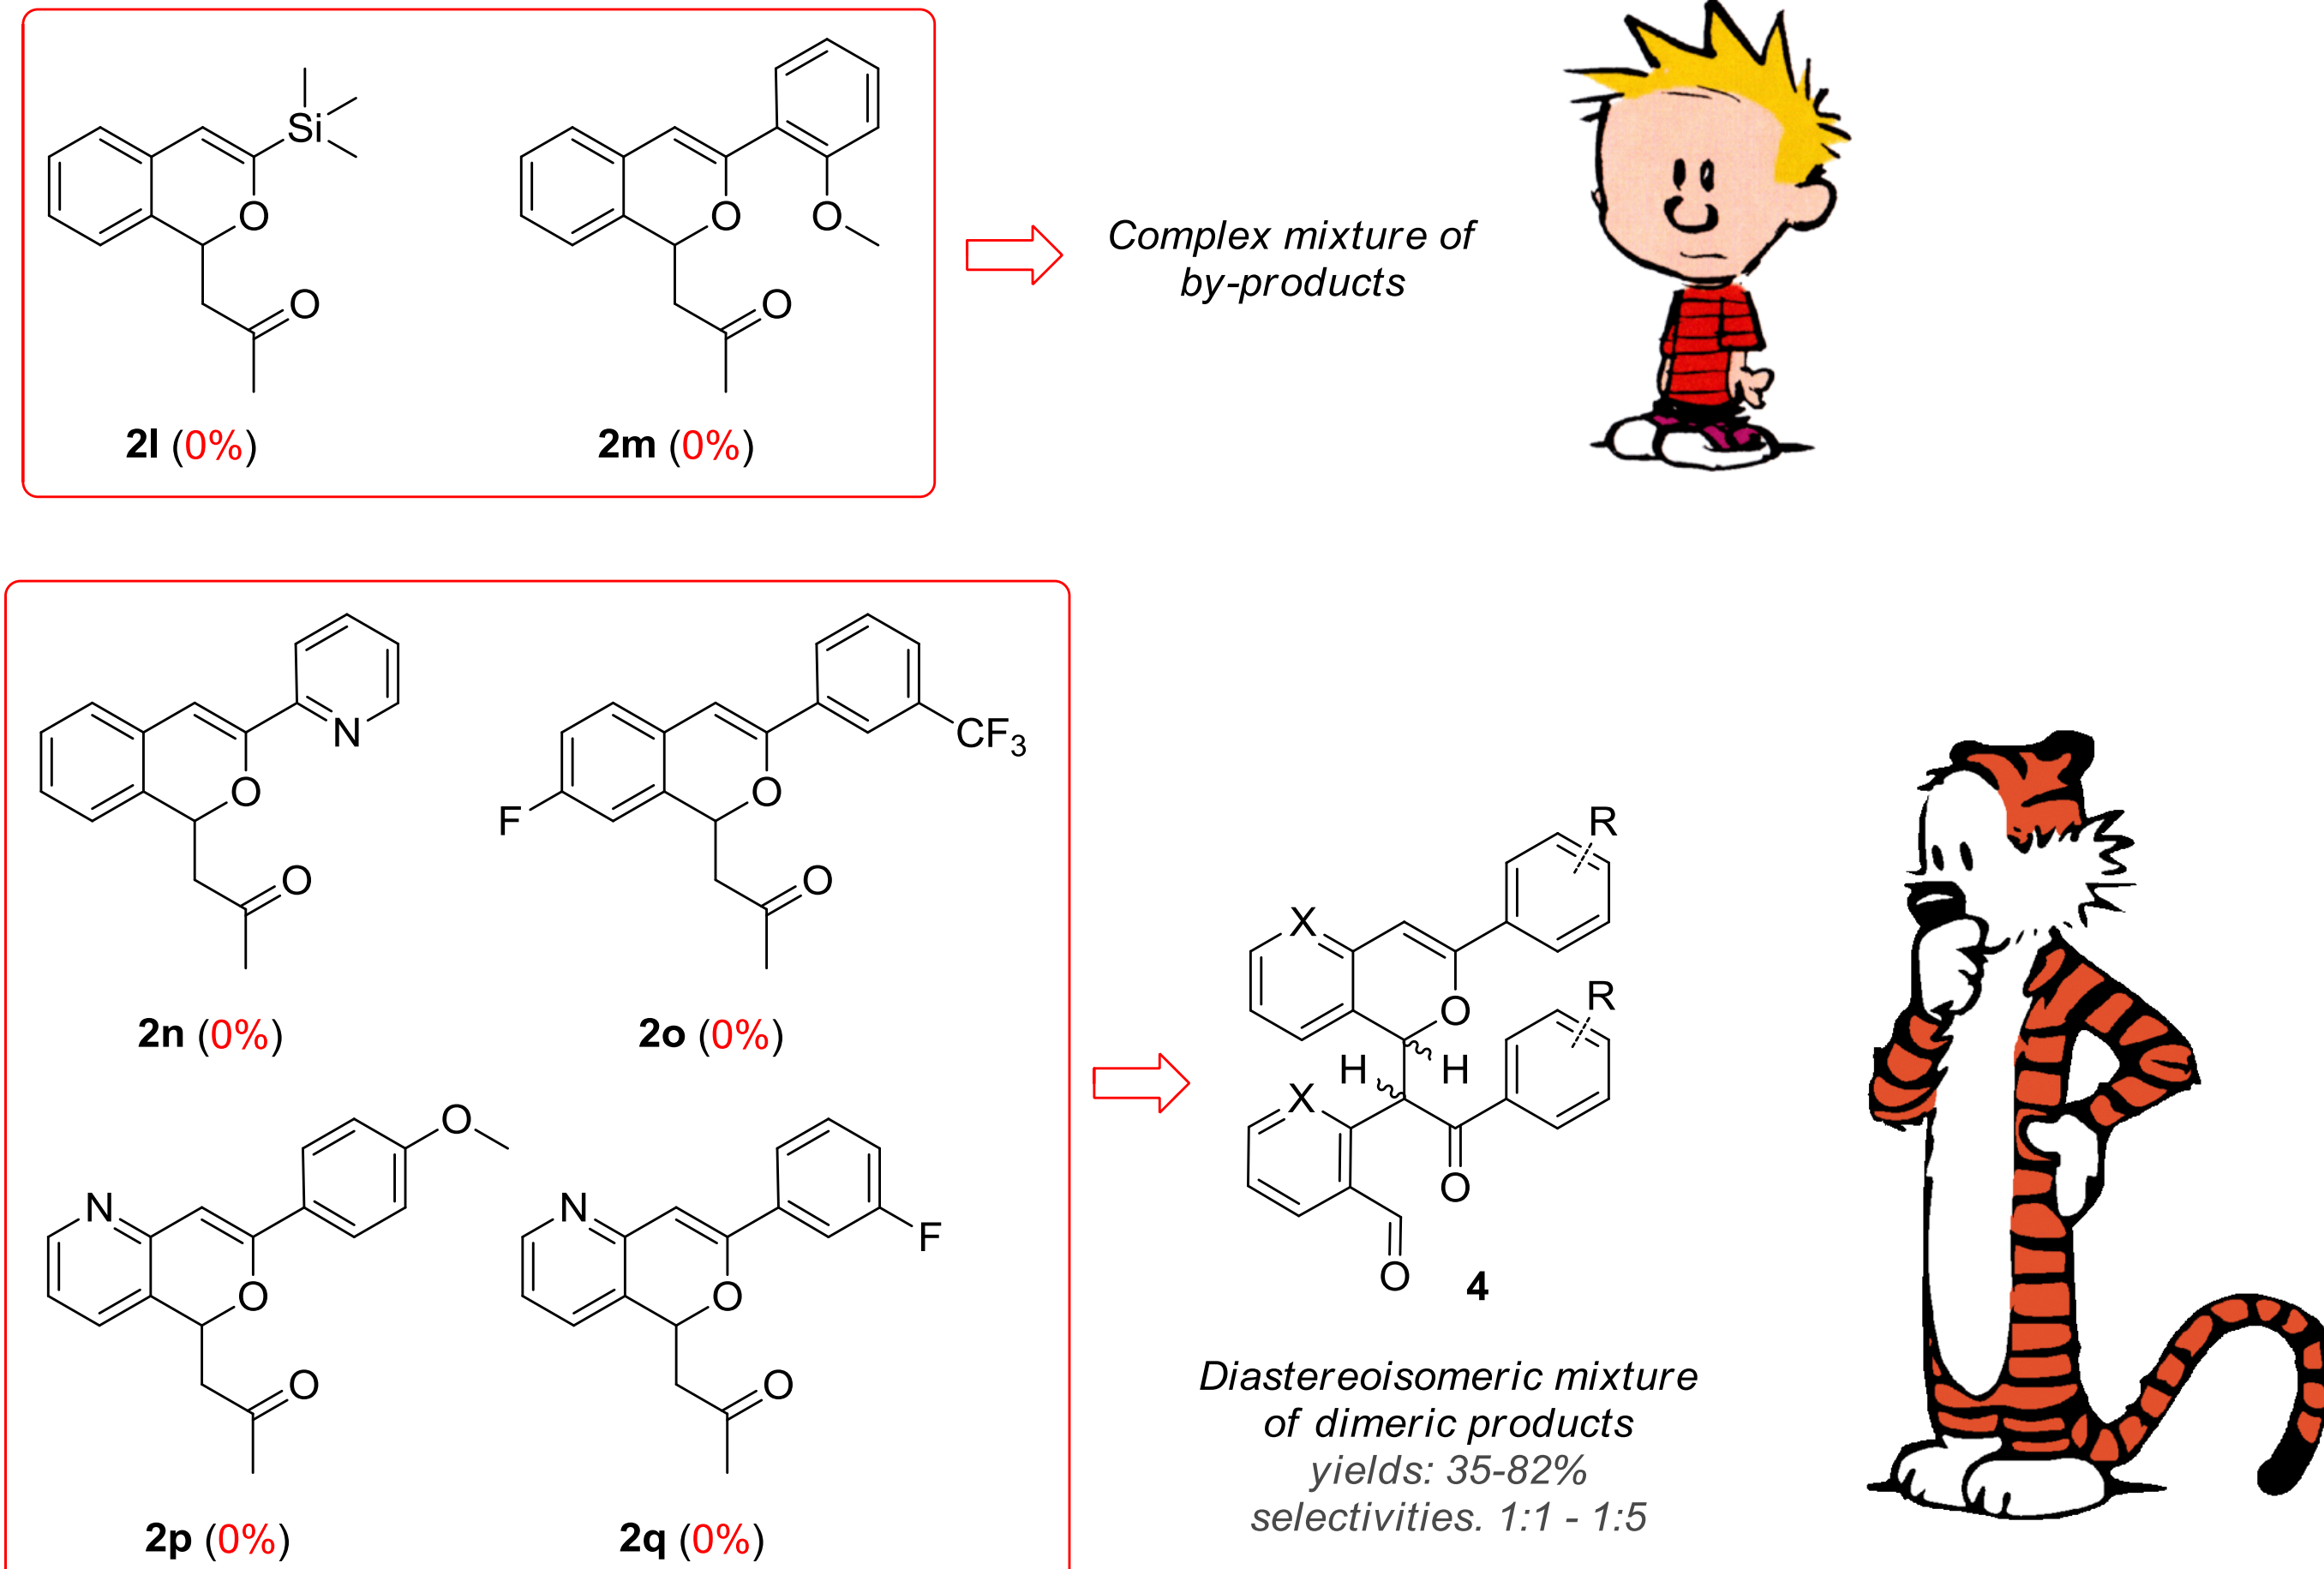 Si
O
O
2l (0%)
O
O
O
2m (0%)
Complex mixture of
by-products
N
O
O
2n (0%)
CF3
F
O
O
2o (0%)
N
O
O
O
2p (0%)
N
F
O
O
2q (0%)
R
X
O
R
H
H
X
O
O
4
Diastereoisomeric mixture
of dimeric products
yields: 35-82%
selectivities. 1:1 - 1:5